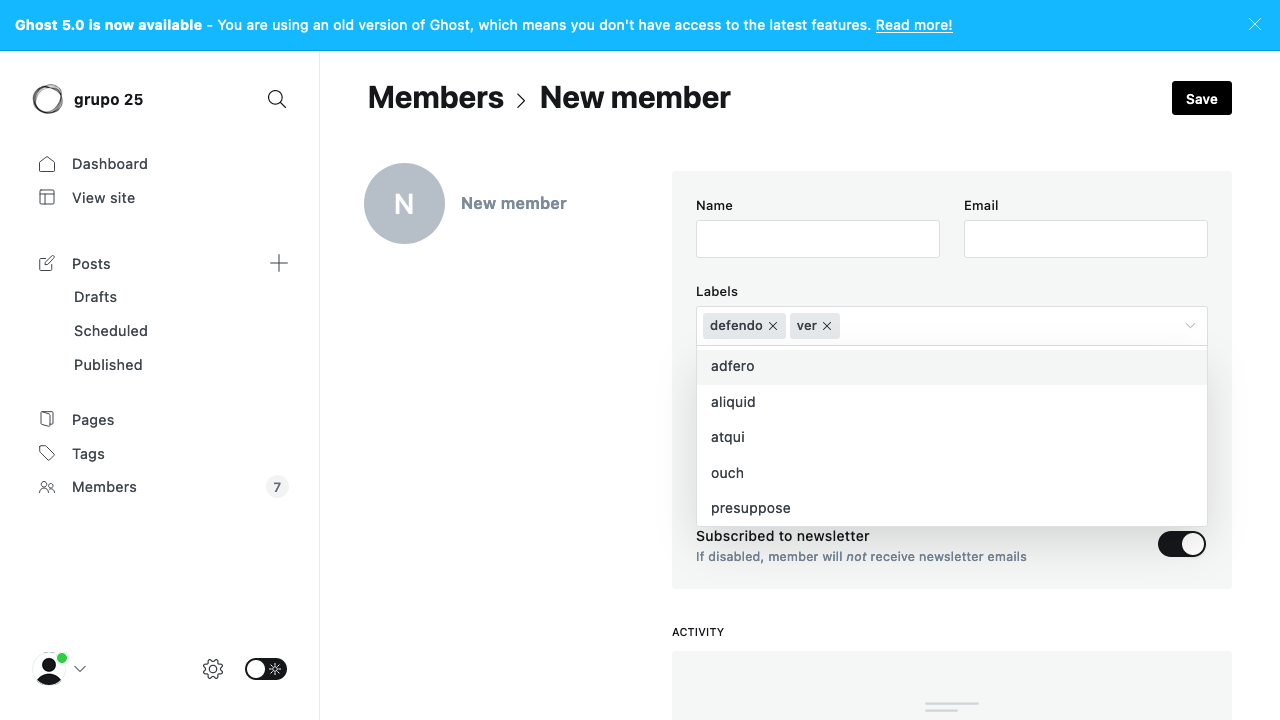 Ghost 5.0 is now available - You are using an old version of Ghost, which means you don't have access to the latest features. Read more!
grupo 25
Members > New member
Save
Dashboard
View site
Posts
Drafts
Scheduled
Published
Pages
Tags
Members 7
N
New member
Name
Email
Labels
defendo × ver ×
adfero
aliquid
atqui
ouch
presuppose
Subscribed to newsletter
If disabled, member will not receive newsletter emails
ACTIVITY